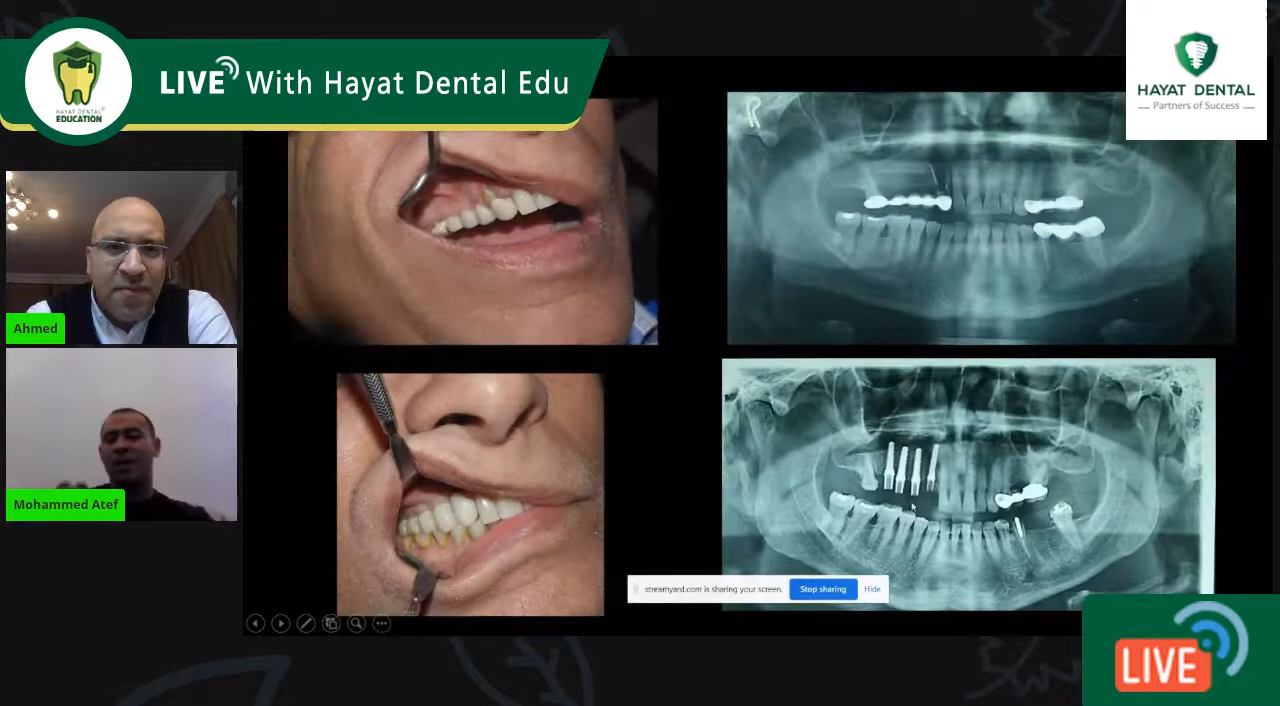 HAYAT DENTAL
EDUCATION
LIVE With Hayat Dental Edu
HAYAT DENTAL
Partners of Success
Ahmed
Mohammed Atef
R
streamyard.com is sharing your screen.
Stop sharing
Hide
LIVE